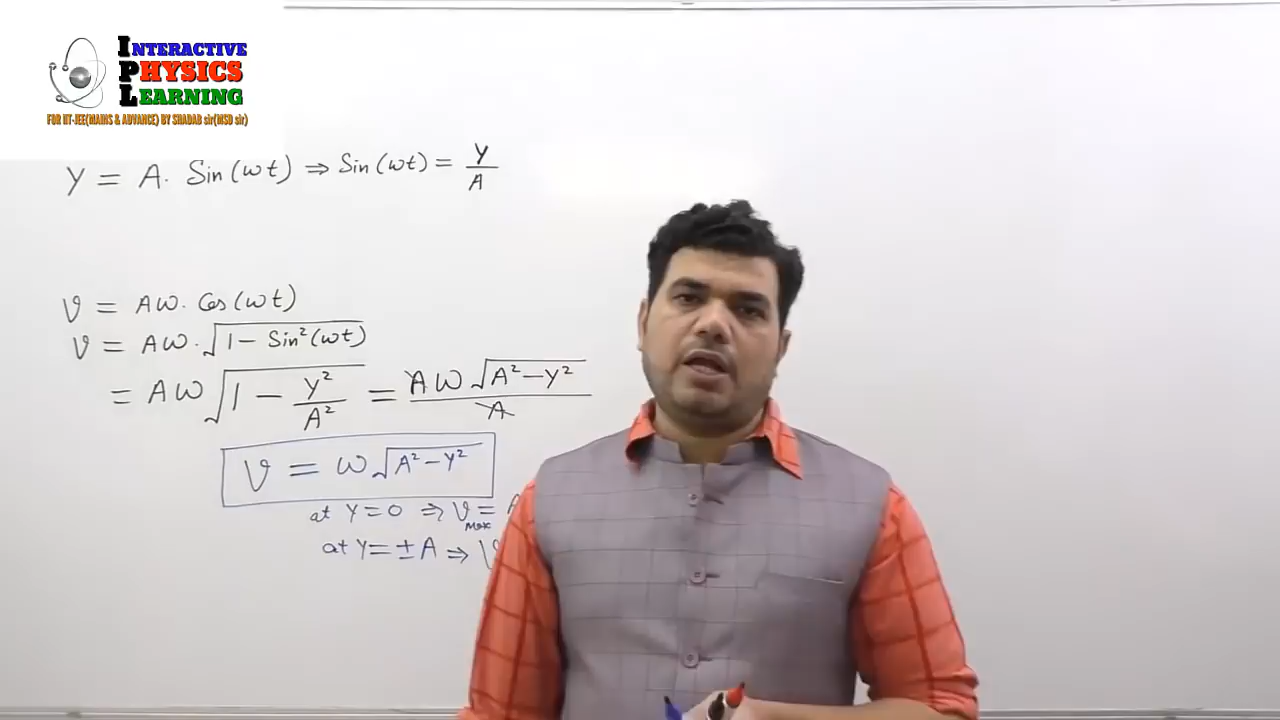 INTERACTIVE
PHYSICS
LEARNING
FOR IIT-JEE(MAINS & ADVANCE) BY SHADAB sir(MSD sir)
Y = A. Sin(ωt) ⇒ Sin(ωt) = Y/A
v = Aω. Cos(ωt)
v = Aω. √(1 - Sin²(ωt))
= Aω √(1 - Y²/A²) = Aω √(A² - Y²)/A
v = ω √(A² - Y²)
at Y = 0 ⇒ v Max =
at Y = ± A ⇒